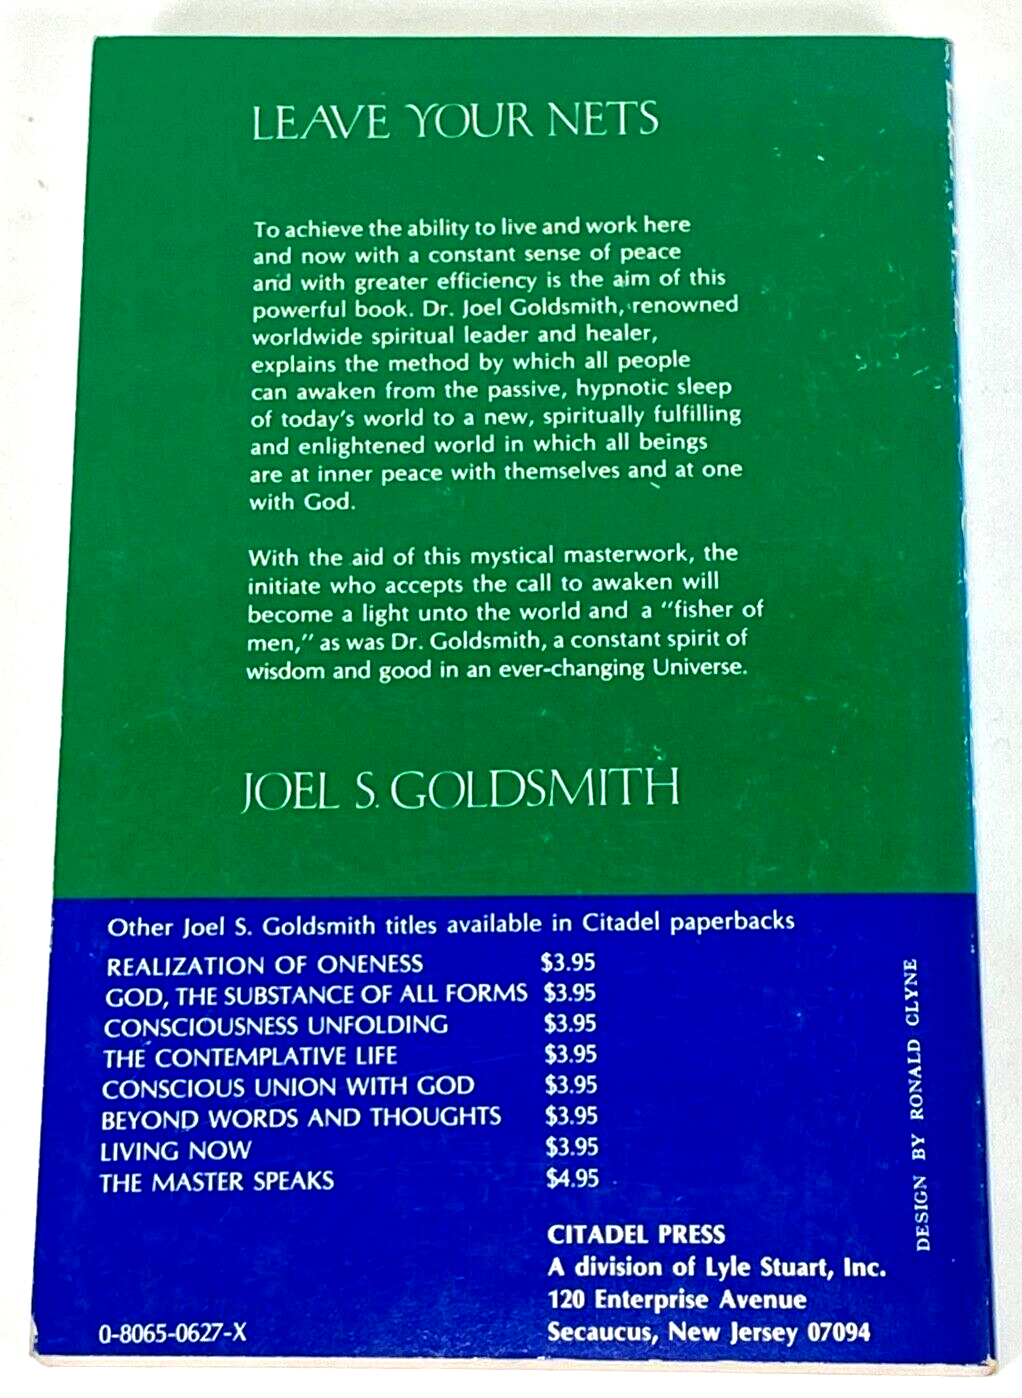 LEAVE YOUR NETS
To achieve the ability to live and work here
and now with a constant sense of peace
and with greater efficiency is the aim of this
powerful book. Dr. Joel Goldsmith, renowned
worldwide spiritual leader and healer,
explains the method by which all people
can awaken from the passive, hypnotic sleep
of today's world to a new, spiritually fulfilling
and enlightened world in which all beings
are at inner peace with themselves and at one
with God.
With the aid of this mystical masterwork, the
initiate who accepts the call to awaken will
become a light unto the world and a "fisher of
men," as was Dr. Goldsmith, a constant spirit of
wisdom and good in an ever-changing Universe.
JOEL S. GOLDSMITH
Other Joel S. Goldsmith titles available in Citadel paperbacks
REALIZATION OF ONENESS $3.95
GOD, THE SUBSTANCE OF ALL FORMS $3.95
CONSCIOUSNESS UNFOLDING $3.95
THE CONTEMPLATIVE LIFE $3.95
CONSCIOUS UNION WITH GOD $3.95
BEYOND WORDS AND THOUGHTS $3.95
LIVING NOW $3.95
THE MASTER SPEAKS $4.95
CITADEL PRESS
A division of Lyle Stuart, Inc.
120 Enterprise Avenue
Secaucus, New Jersey 07094
0-8065-0627-X
DESIGN BY RONALD CLYNE